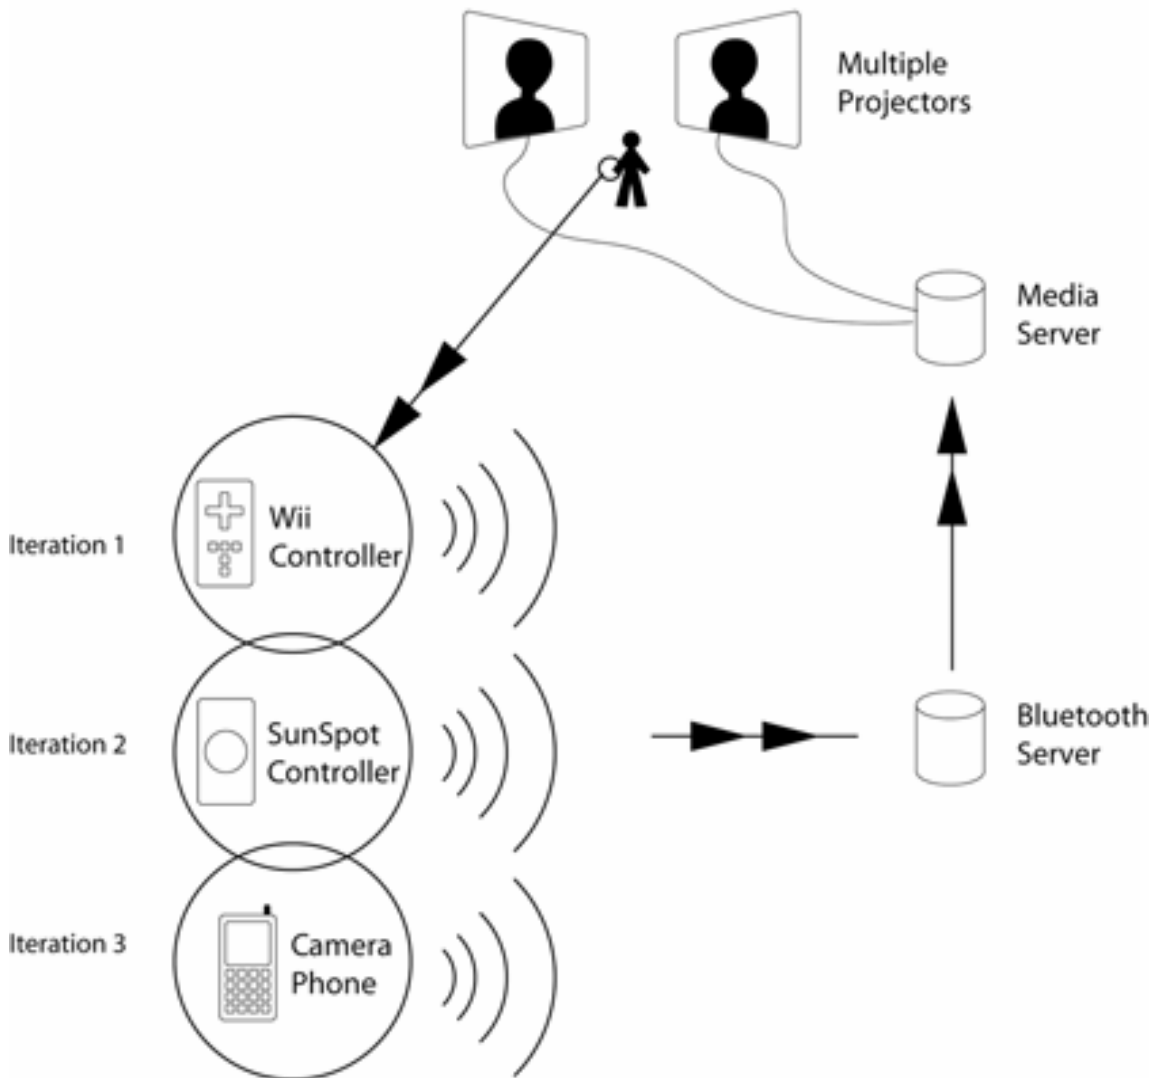 Multiple
Projectors
Media
Server
Iteration 1
Wii
Controller
Iteration 2
SunSpot
Controller
Bluetooth
Server
Iteration 3
Camera
Phone